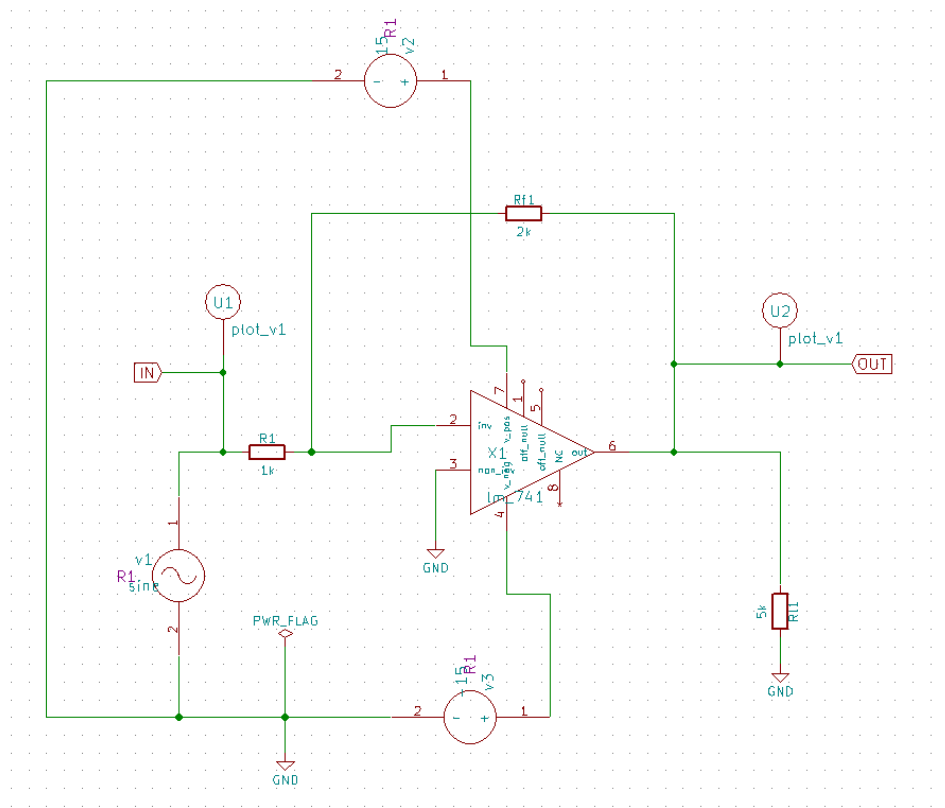 R1
15
v2
2
-
+
1
Rf1
2k
U1
plot_v1
U2
plot_v1
IN
OUT
7
1
5
2
inv
v_pos
off_null
R1
1k
X1
off_null
NC
out
6
3
v_neg
lm_741
8
4
1
GND
v1
R1
sine
2
PWR_FLAG
5k
Rl1
GND
R1
-15
v3
2
-
+
1
GND